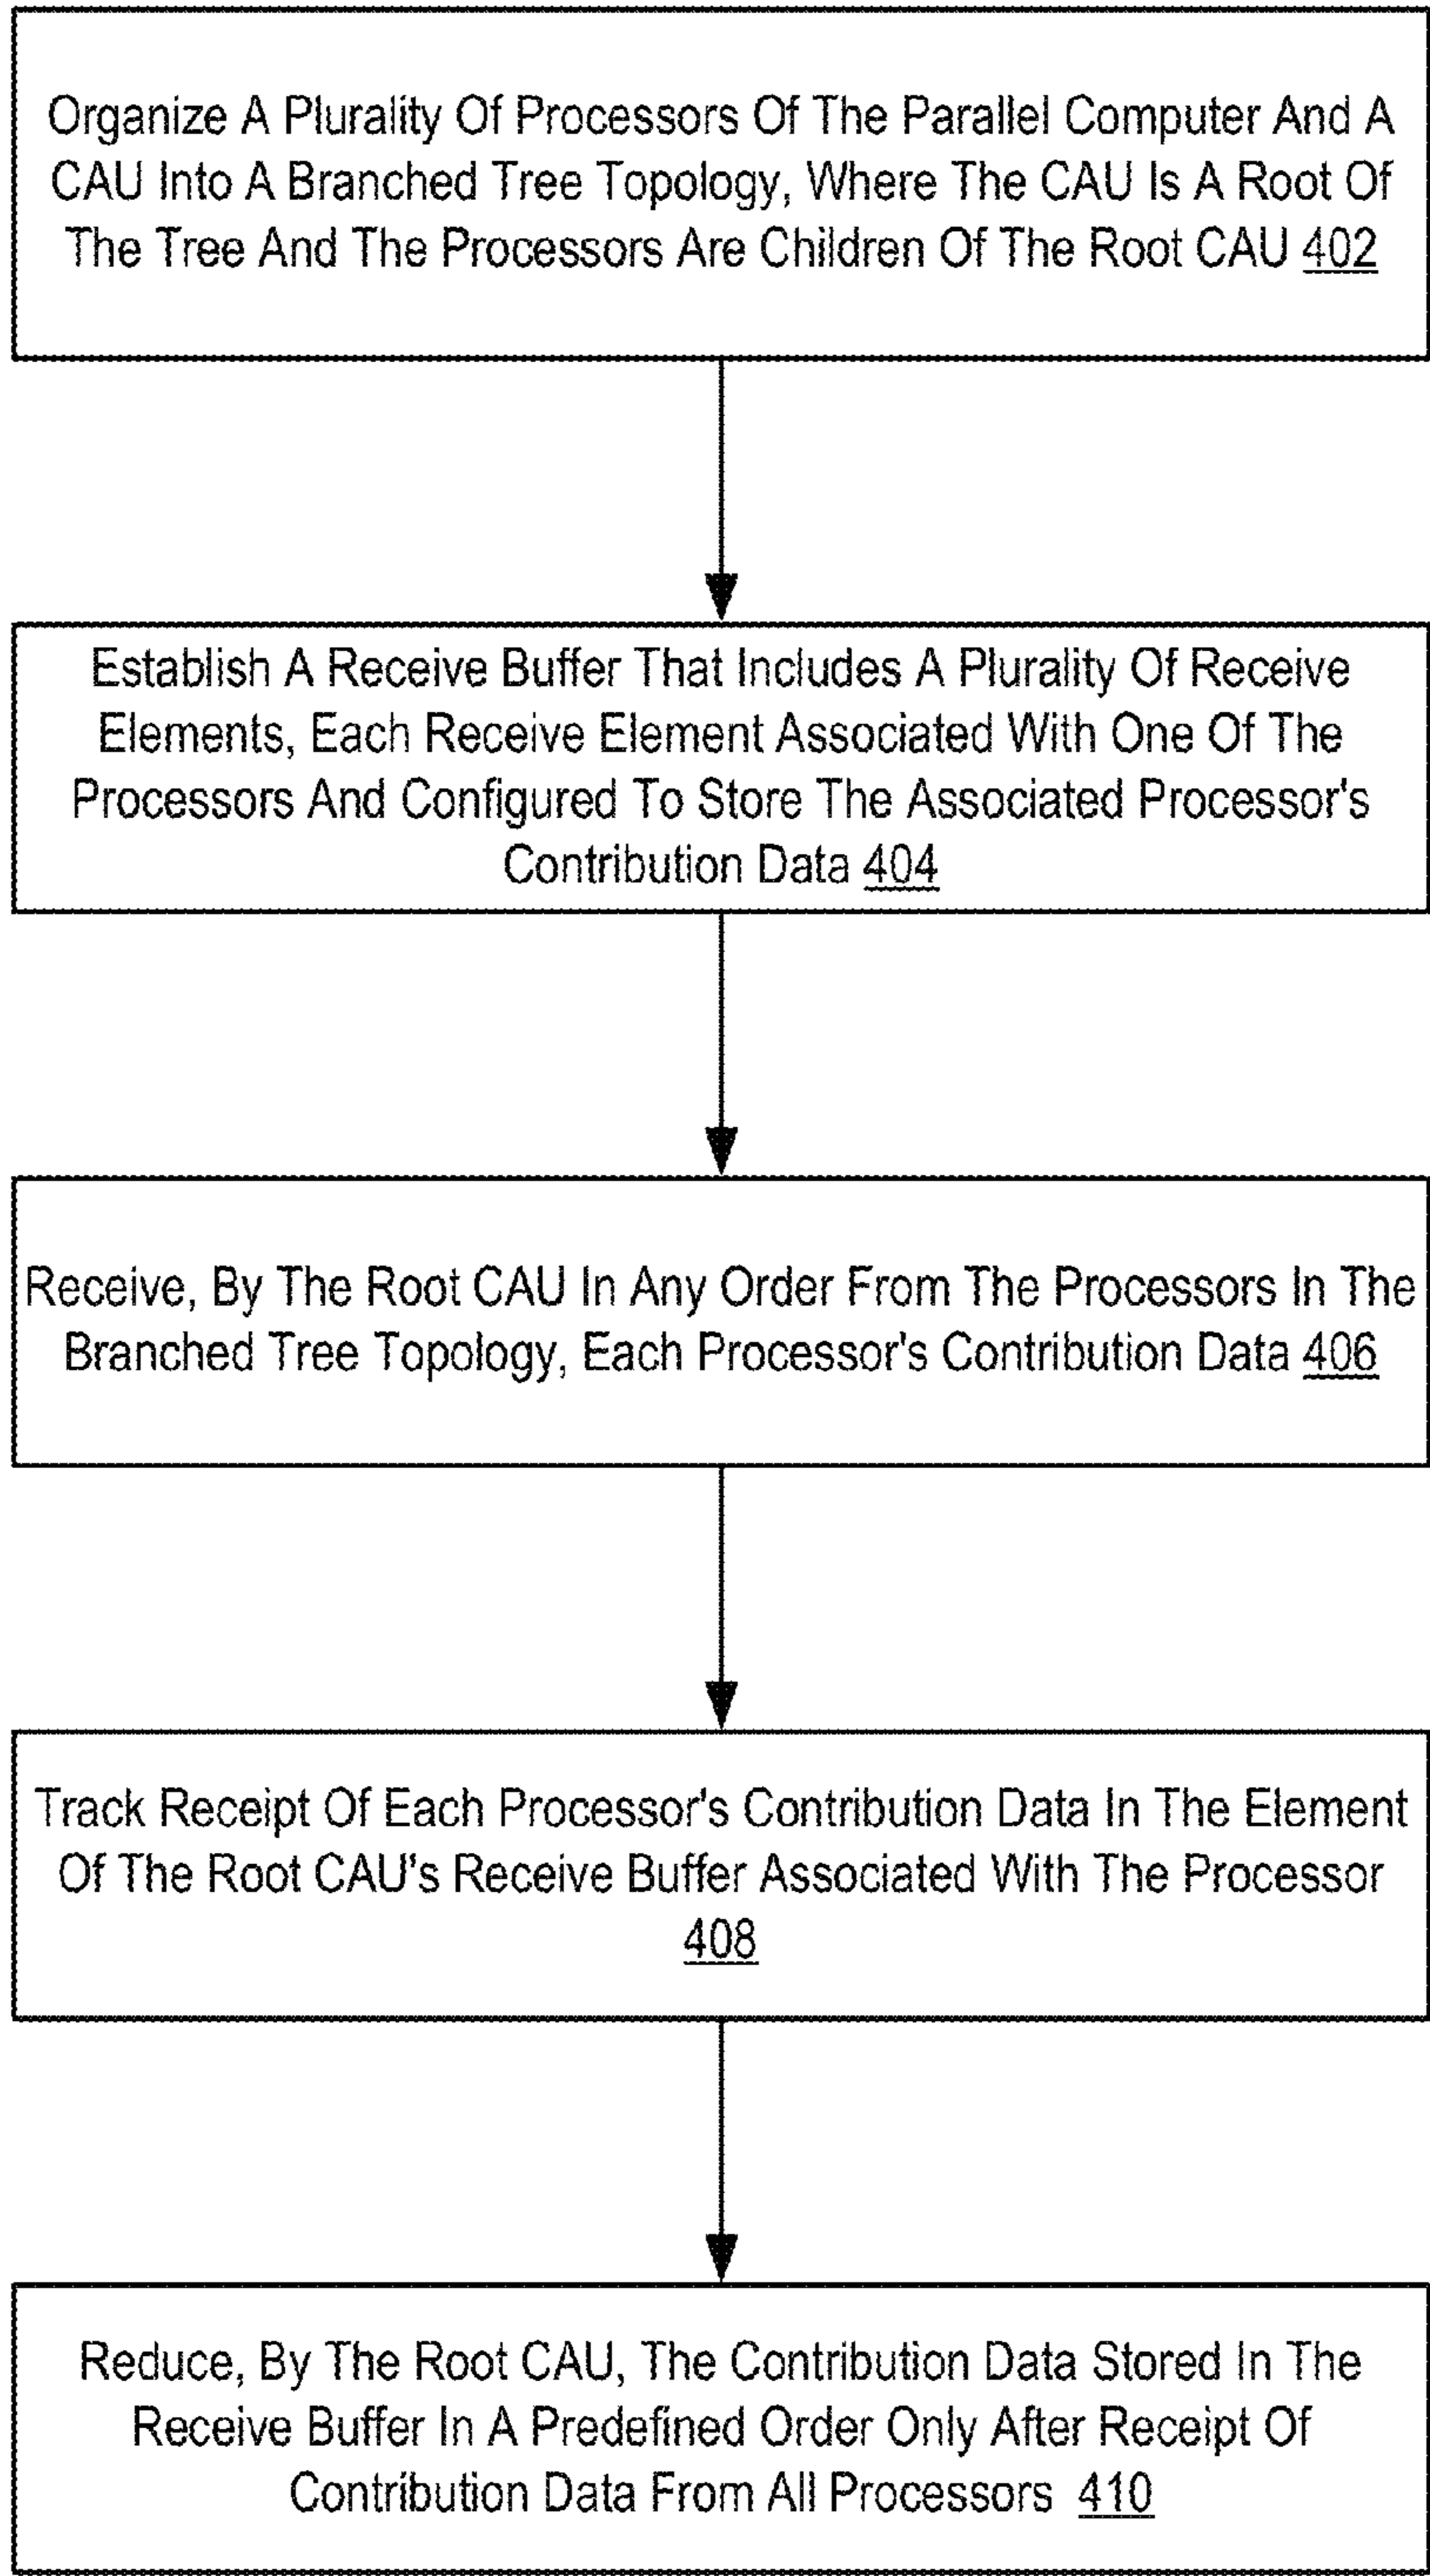 Organize A Plurality Of Processors Of The Parallel Computer And A
CAU Into A Branched Tree Topology, Where The CAU Is A Root Of
The Tree And The Processors Are Children Of The Root CAU 402
Establish A Receive Buffer That Includes A Plurality Of Receive
Elements, Each Receive Element Associated With One Of The
Processors And Configured To Store The Associated Processor's
Contribution Data 404
Receive, By The Root CAU In Any Order From The Processors In The
Branched Tree Topology, Each Processor's Contribution Data 406
Track Receipt Of Each Processor's Contribution Data In The Element
Of The Root CAU's Receive Buffer Associated With The Processor
408
Reduce, By The Root CAU, The Contribution Data Stored In The
Receive Buffer In A Predefined Order Only After Receipt Of
Contribution Data From All Processors 410